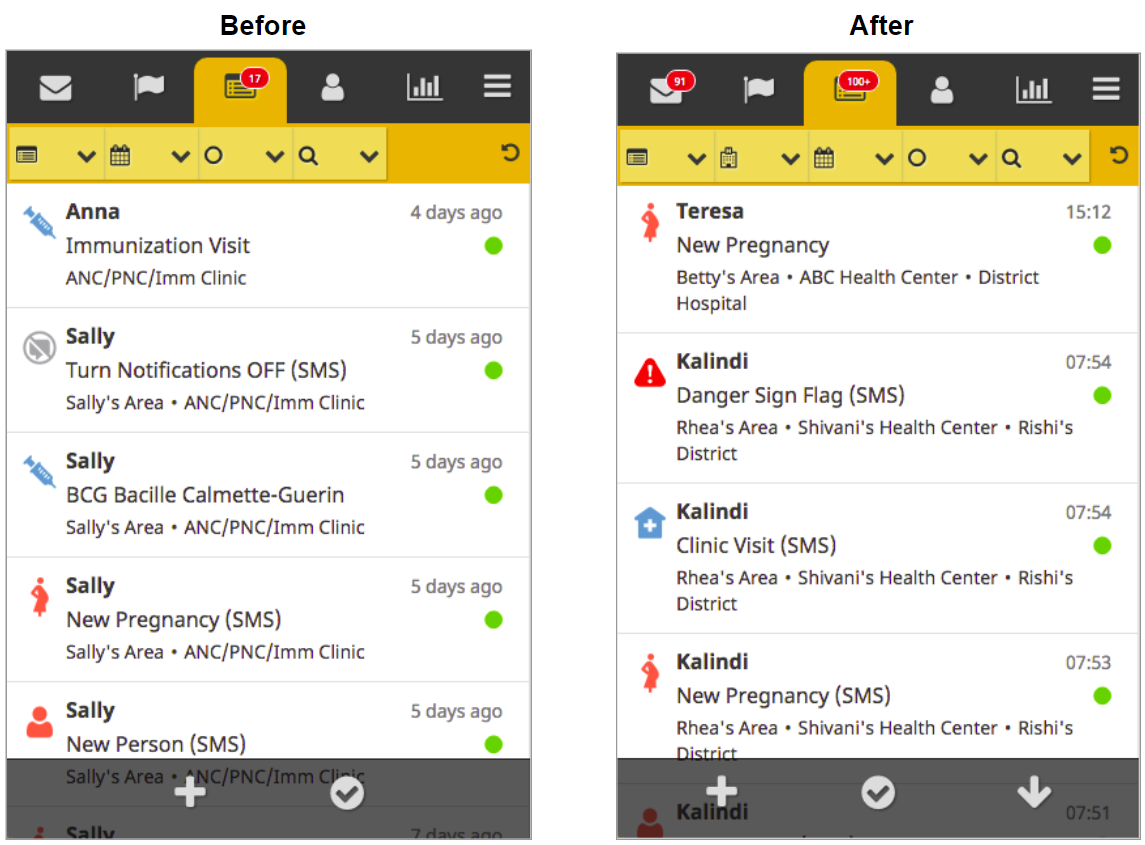 Before
17
Anna
4 days ago
Immunization Visit
ANC/PNC/Imm Clinic
Sally
5 days ago
Turn Notifications OFF (SMS)
Sally's Area • ANC/PNC/Imm Clinic
Sally
5 days ago
BCG Bacille Calmette-Guerin
Sally's Area • ANC/PNC/Imm Clinic
Sally
5 days ago
New Pregnancy (SMS)
Sally's Area • ANC/PNC/Imm Clinic
Sally
5 days ago
New Person (SMS)
Sally's Area • ANC/PNC/Imm Clinic
Sally
7 days ago
After
91
100+
Teresa
15:12
New Pregnancy
Betty's Area • ABC Health Center • District
Hospital
Kalindi
07:54
Danger Sign Flag (SMS)
Rhea's Area • Shivani's Health Center • Rishi's
District
Kalindi
07:54
Clinic Visit (SMS)
Rhea's Area • Shivani's Health Center • Rishi's
District
Kalindi
07:53
New Pregnancy (SMS)
Rhea's Area • Shivani's Health Center • Rishi's
District
Kalindi
07:51